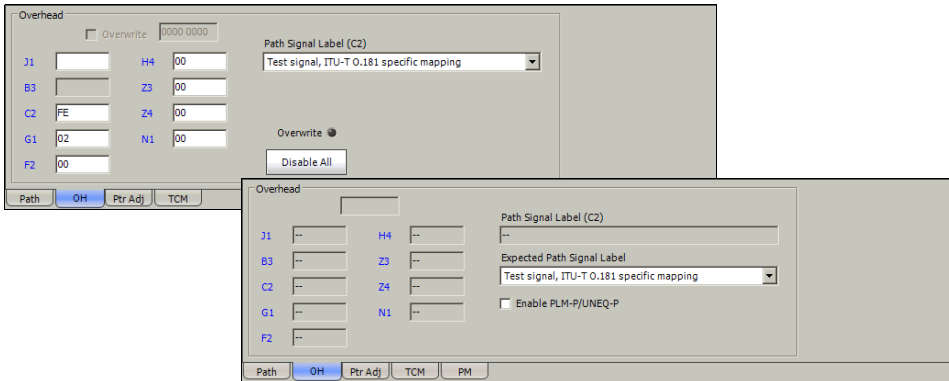 Overhead
Overwrite 0000 0000
Path Signal Label (C2)
J1 H4 00 Test signal, ITU-T O.181 specific mapping
B3 Z3 00
C2 FE Z4 00
G1 02 N1 00 Overwrite
F2 00 Disable All
Path OH Ptr Adj TCM
Overhead
Path Signal Label (C2)
J1 -- H4 -- --
B3 -- Z3 -- Expected Path Signal Label
Test signal, ITU-T O.181 specific mapping
C2 -- Z4 --
Enable PLM-P/UNEQ-P
G1 -- N1 --
F2 --
Path OH Ptr Adj TCM PM